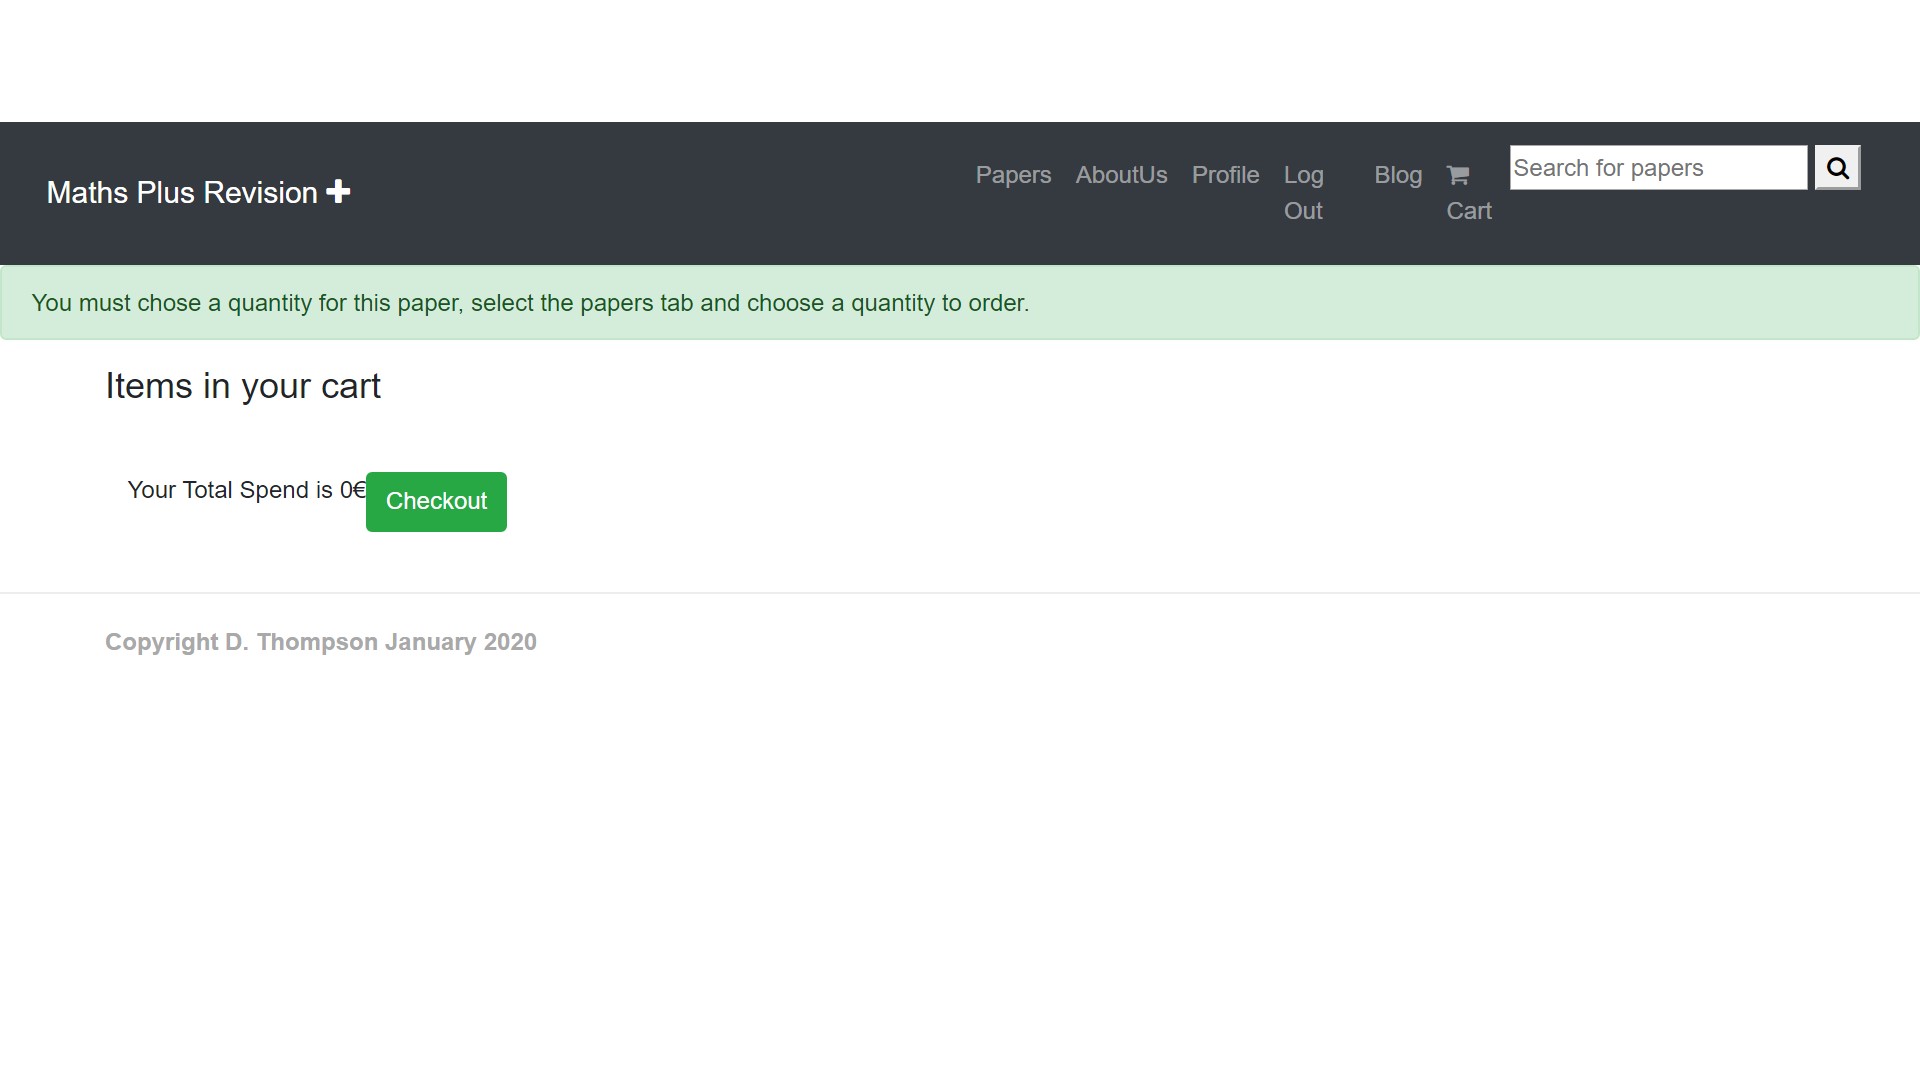 Maths Plus Revision
Papers AboutUs Profile Log Out Blog Cart
Search for papers
You must chose a quantity for this paper, select the papers tab and choose a quantity to order.
Items in your cart
Your Total Spend is 0€
Checkout
Copyright D. Thompson January 2020